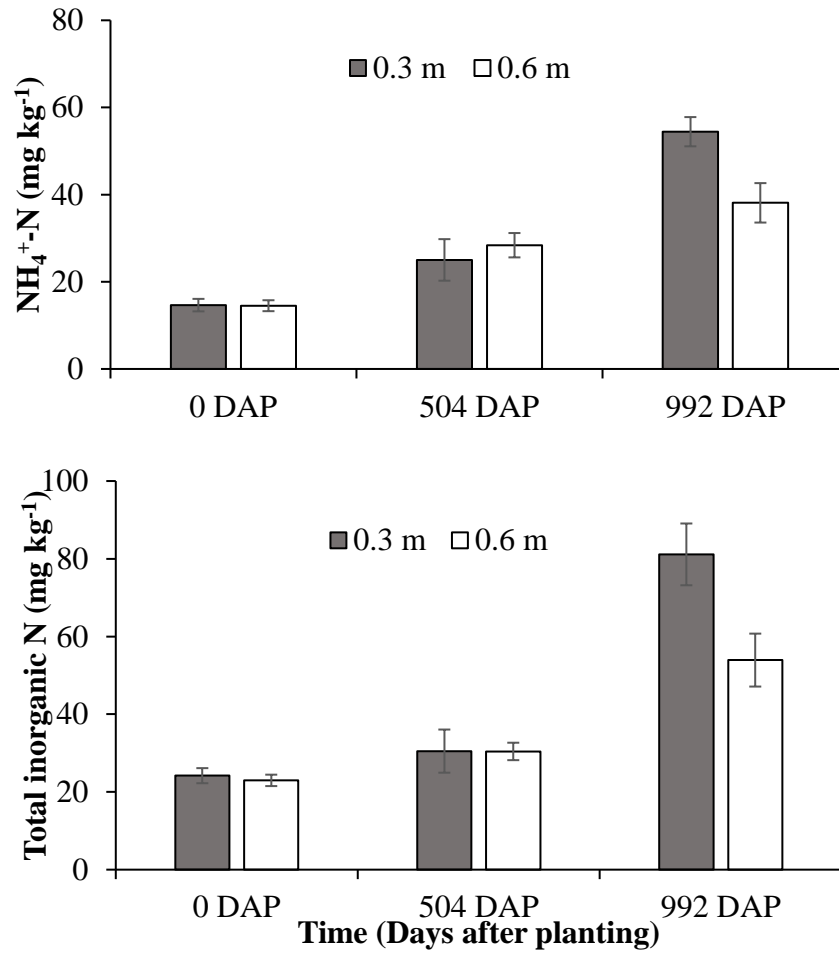 80
60
40
20
0
NH₄⁺-N (mg kg⁻¹)
0.3 m 0.6 m
0 DAP 504 DAP 992 DAP
100
80
60
40
20
0
Total inorganic N (mg kg⁻¹)
0.3 m 0.6 m
0 DAP 504 DAP 992 DAP
Time (Days after planting)